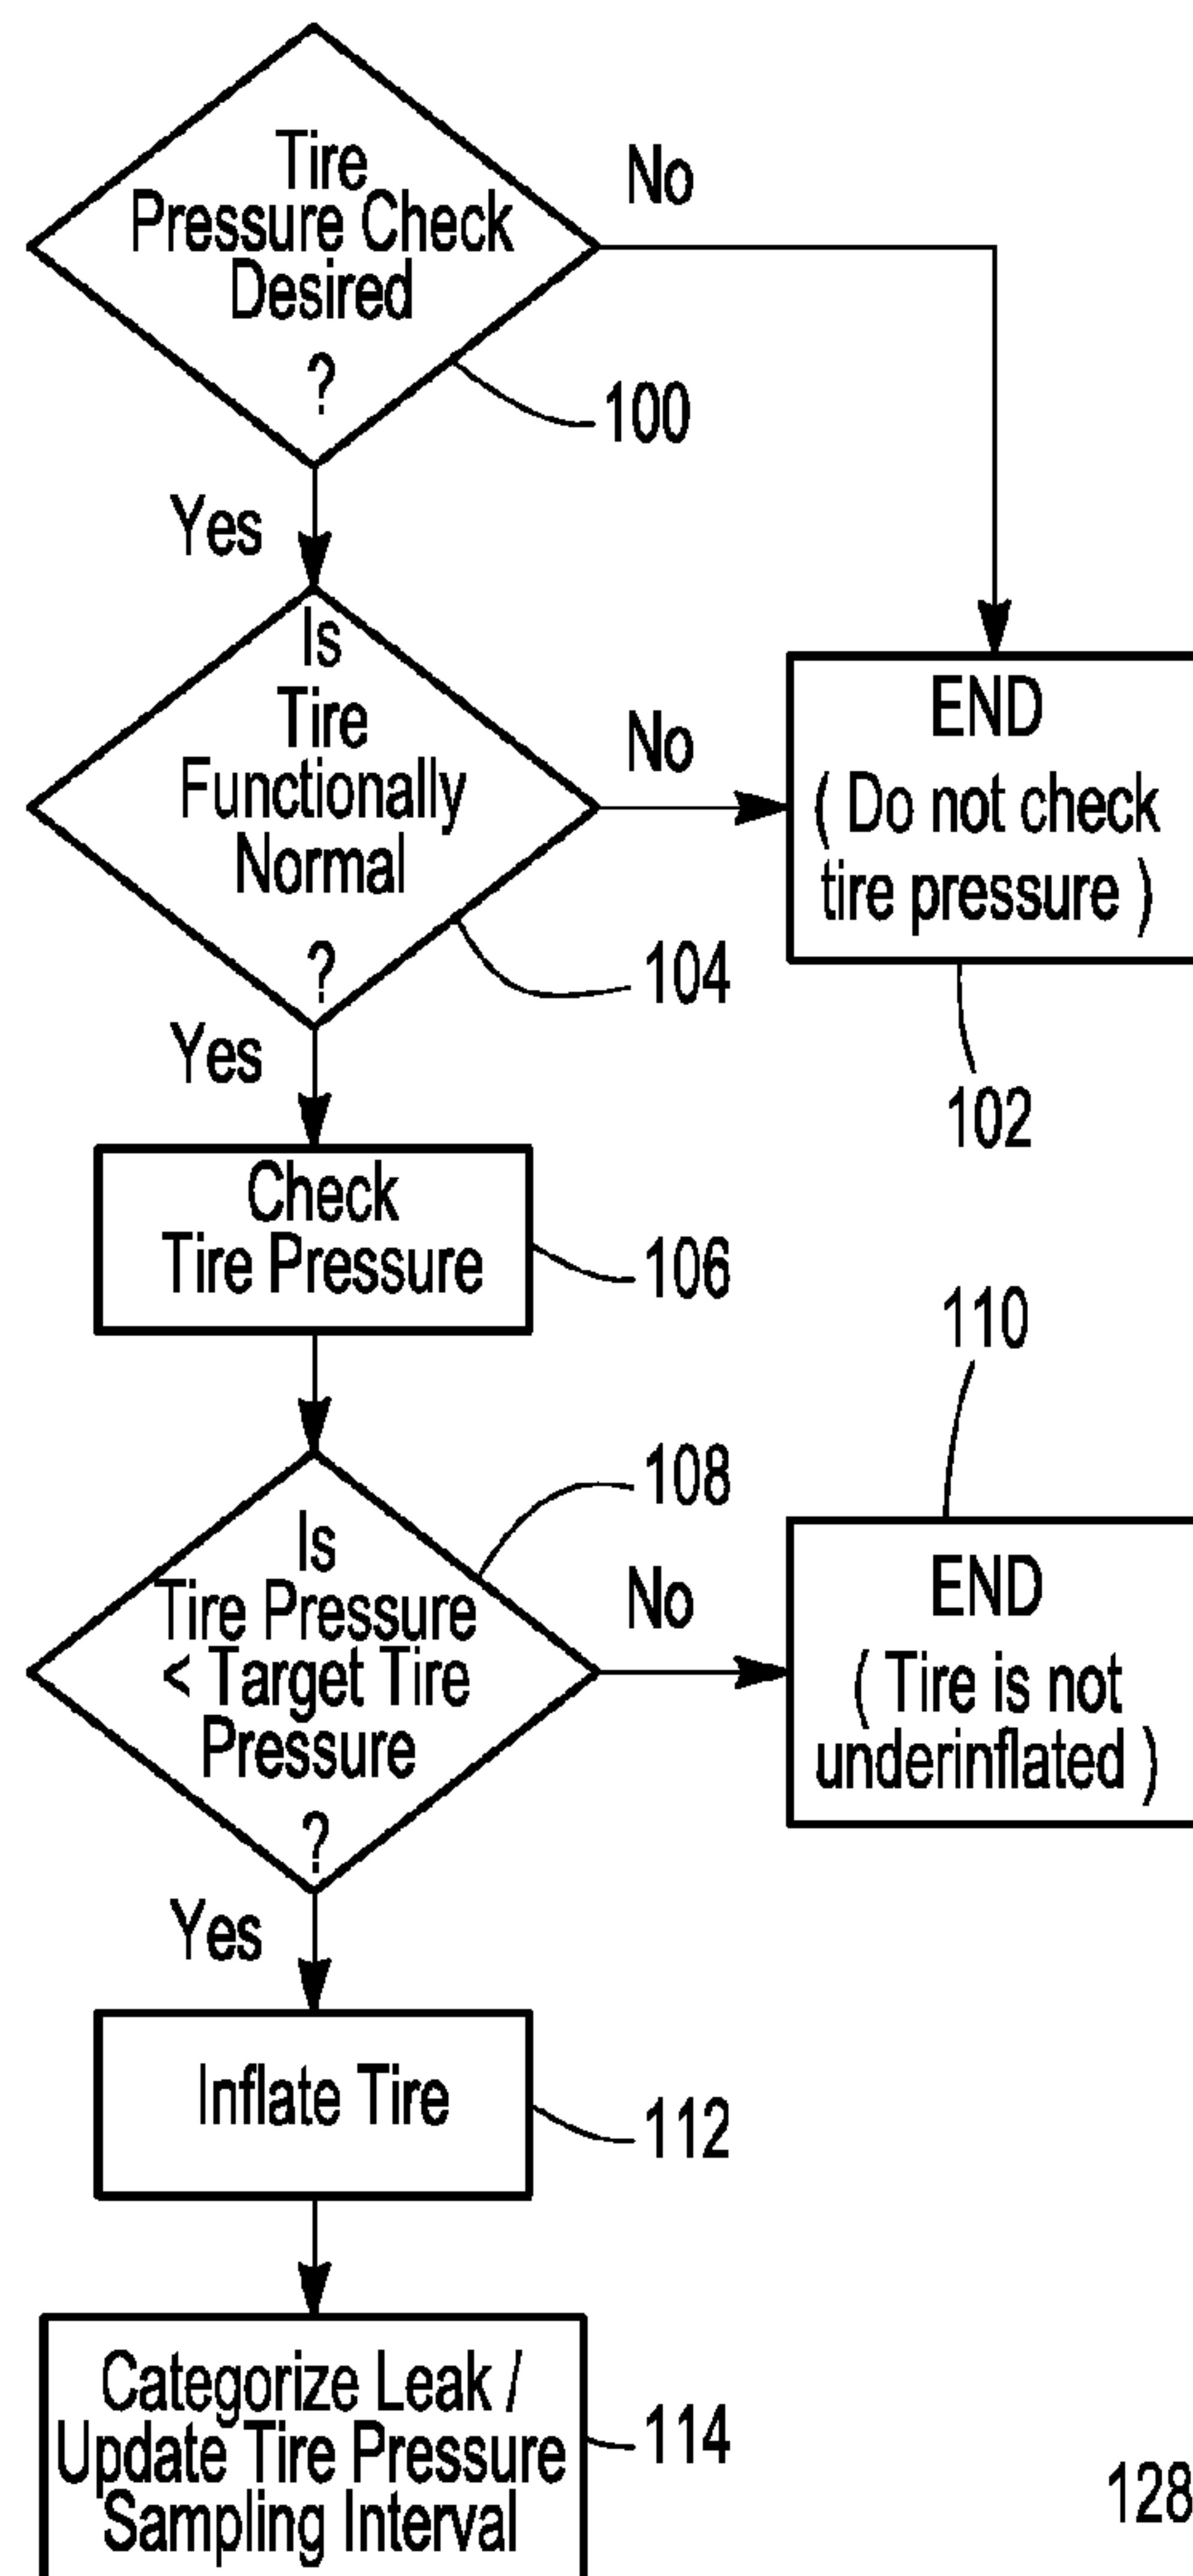 Tire
Pressure Check
Desired
?
No
100
Yes
Is
Tire
Functionally
Normal
?
No
104
END
( Do not check
tire pressure )
102
Yes
Check
Tire Pressure
106
108
Is
Tire Pressure
< Target Tire
Pressure
?
No
110
END
( Tire is not
underinflated )
Yes
Inflate Tire
112
Categorize Leak /
Update Tire Pressure
Sampling Interval
114
128